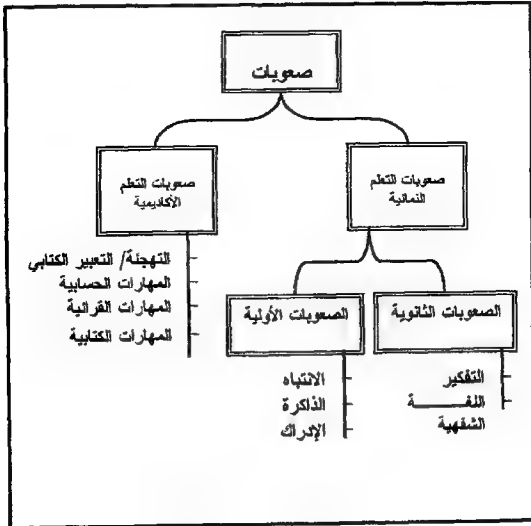 صعوبات
صعوبات التعلم
النمائية
صعوبات التعلم
الأكاديمية
التهجئة/ التعبير الكتابي
المهارات الحسابية
المهارات القرائية
المهارات الكتابية
الصعوبات الثانوية
التفكير
اللغـــــة
الشفهية
الصعوبات الأولية
الانتباه
الذاكرة
الإدراك